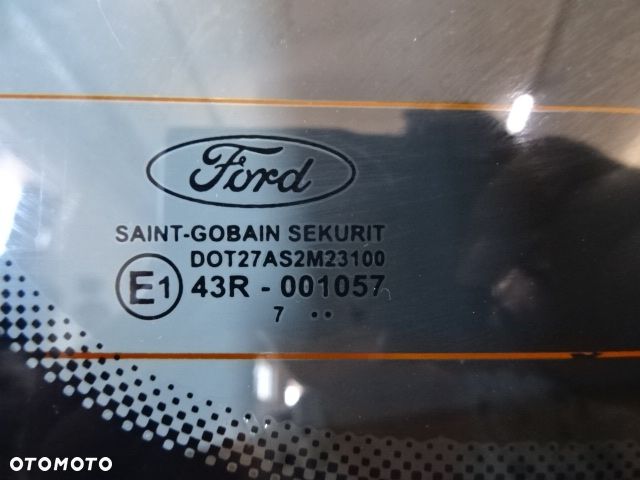 Ford
SAINT-GOBAIN SEKURIT
DOT27AS2M23100
E1 43R - 001057
7 ••
OTOMOTO